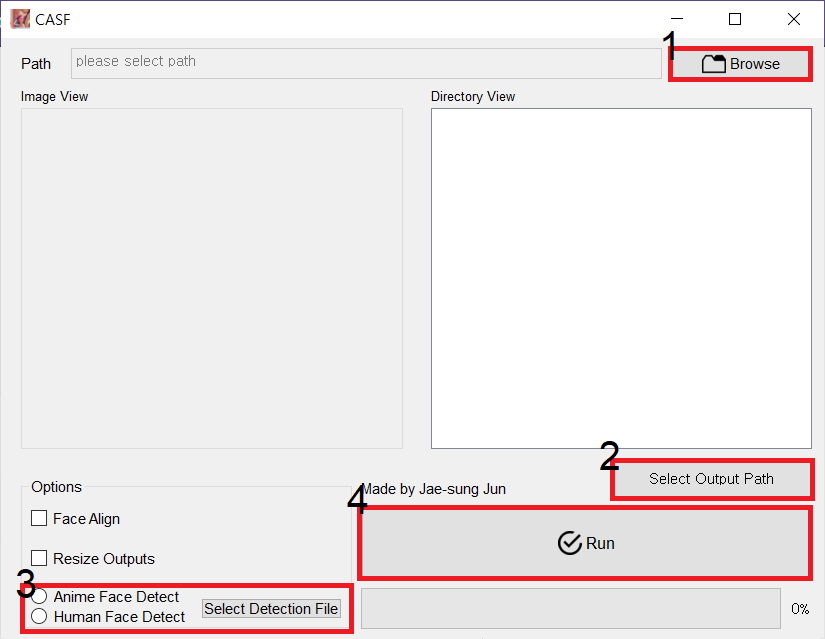 CASF
1
Path please select path Browse
Image View Directory View
2
Select Output Path
Options
Made by Jae-sung Jun
4
Face Align
Run
Resize Outputs
3
Anime Face Detect
Human Face Detect
Select Detection File
0%